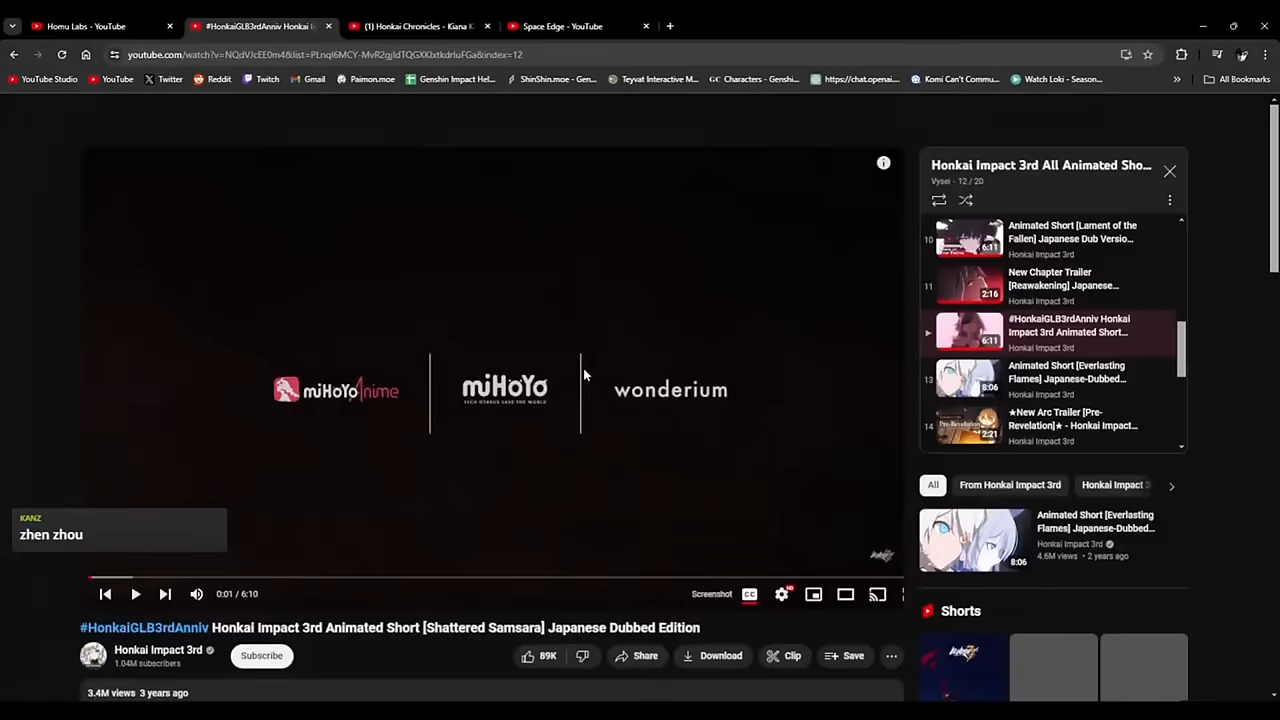 Homu Labs - YouTube
#HonkaiGLB3rdAnniv Honkai I
(1) Honkai Chronicles - Kiana K
Space Edge - YouTube
youtube.com/watch?v=NQdVJcEE0m4&list=PLnql6MCY-MvR2gjIdTQGXKlxtkdrluFGa&index=12
YouTube Studio
YouTube
Twitter
Reddit
Twitch
Gmail
Paimon.moe
Genshin Impact Hel...
ShinShin.moe - Gen...
Teyvat Interactive M...
GC Characters - Genshi...
https://chat.openai....
Komi Can't Commu...
Watch Loki - Season...
All Bookmarks
miHoYoAnime
miHoYo
TECH OTAKUS SAVE THE WORLD
wonderium
KANZ
zhen zhou
0:01 / 6:10
Screenshot
CC
HD
#HonkaiGLB3rdAnniv Honkai Impact 3rd Animated Short [Shattered Samsara] Japanese Dubbed Edition
Honkai Impact 3rd
1.04M subscribers
Subscribe
89K
Share
Download
Clip
Save
3.4M views 3 years ago
Honkai Impact 3rd All Animated Sho...
Vysei - 12 / 20
10
6:11
Animated Short [Lament of the
Fallen] Japanese Dub Versio...
Honkai Impact 3rd
11
2:16
New Chapter Trailer
[Reawakening] Japanese...
Honkai Impact 3rd
6:11
#HonkaiGLB3rdAnniv Honkai
Impact 3rd Animated Short...
Honkai Impact 3rd
13
8:06
Animated Short [Everlasting
Flames] Japanese-Dubbed...
Honkai Impact 3rd
14
Pre-Revelation
2:21
★New Arc Trailer [Pre-
Revelation]★ - Honkai Impact...
Honkai Impact 3rd
All
From Honkai Impact 3rd
Honkai Impact 3
8:06
Animated Short [Everlasting
Flames] Japanese-Dubbed...
Honkai Impact 3rd
4.6M views • 2 years ago
Shorts